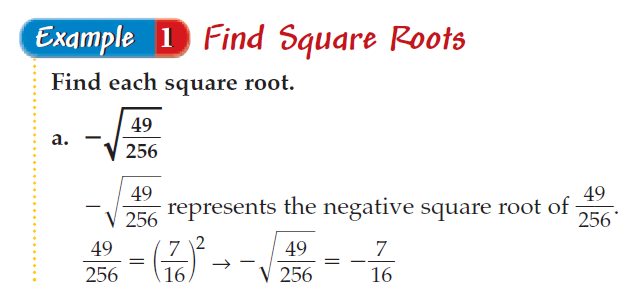 Example 1 Find Square Roots
Find each square root.
a. −√(49/256)
−√(49/256) represents the negative square root of 49/256.
49/256 = (7/16)² → −√(49/256) = −7/16